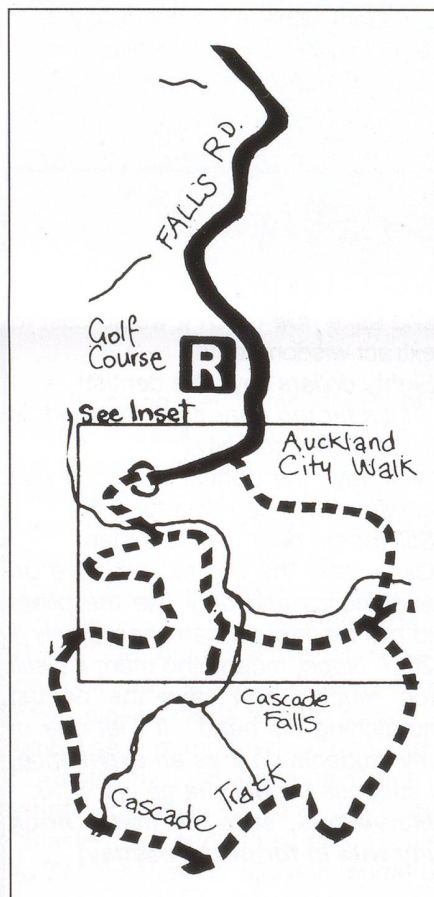 FALLS RD.
Golf
Course
R
See Inset
Auckland
City Walk
Cascade
Falls
Cascade Track